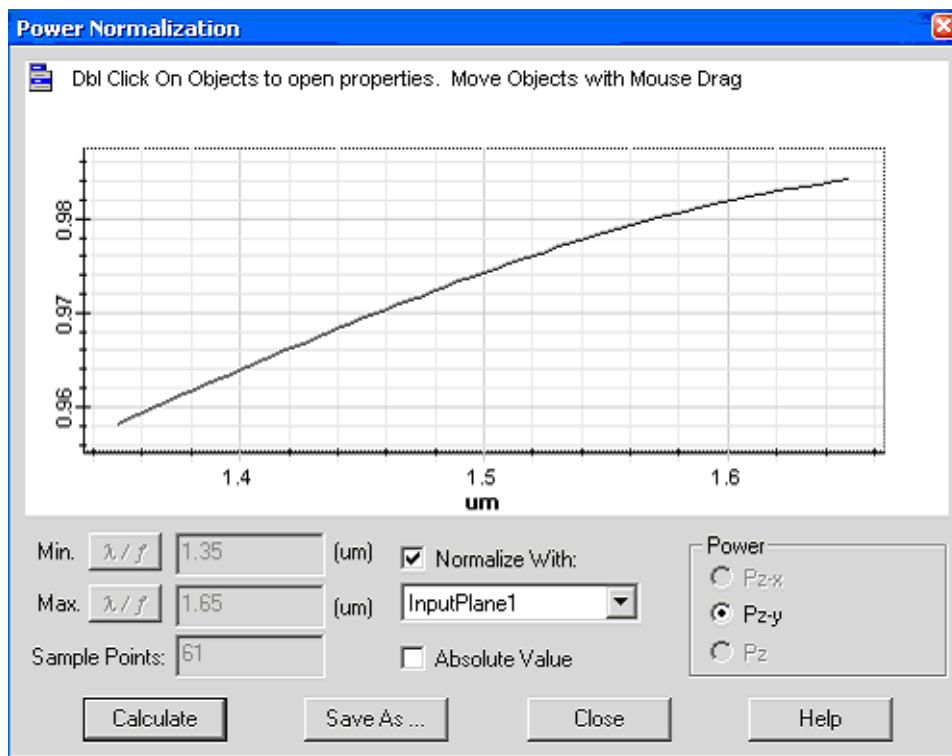 Power Normalization
Dbl Click On Objects to open properties. Move Objects with Mouse Drag
0.98
0.97
0.96
1.4 1.5 1.6
um
Min. λ / f 1.35 (um)
Max. λ / f 1.65 (um)
Sample Points: 61
Normalize With:
InputPlane1
Absolute Value
Power
Pz-x
Pz-y
Pz
Calculate Save As ... Close Help